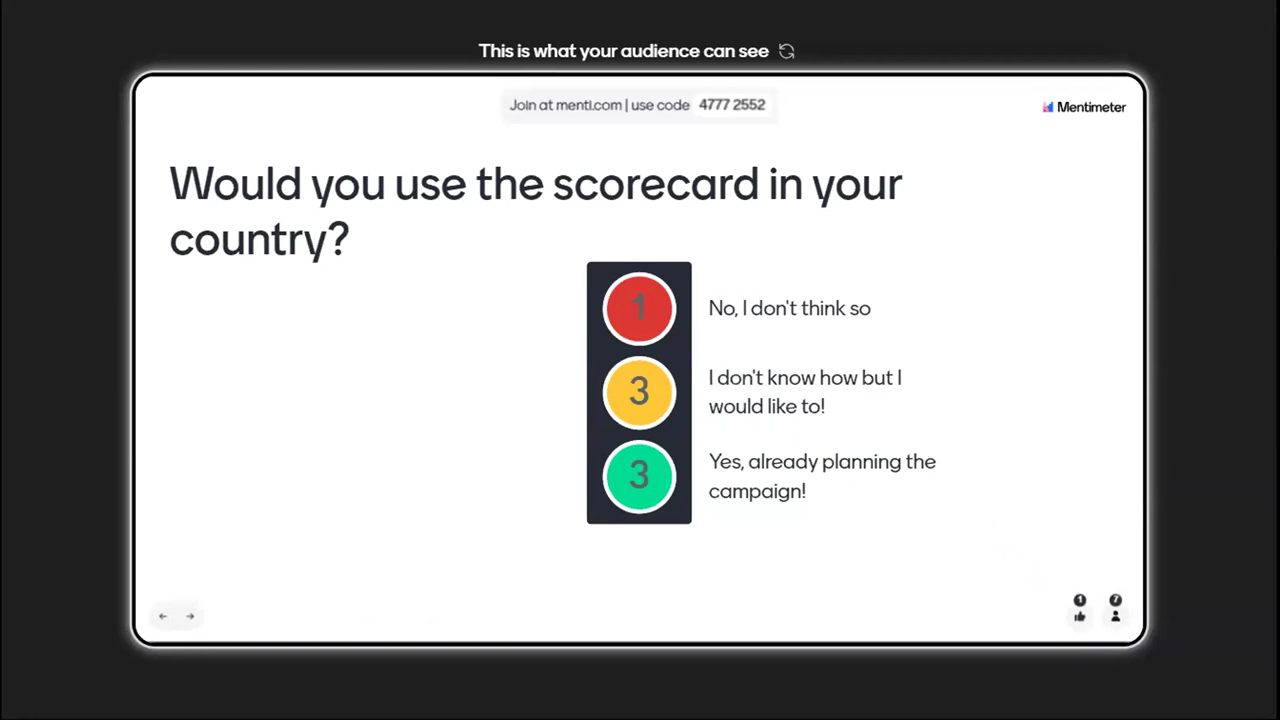 This is what your audience can see
Join at menti.com | use code 4777 2552
Mentimeter
Would you use the scorecard in your
country?
1
No, I don't think so
3
I don't know how but I
would like to!
3
Yes, already planning the
campaign!
1
7